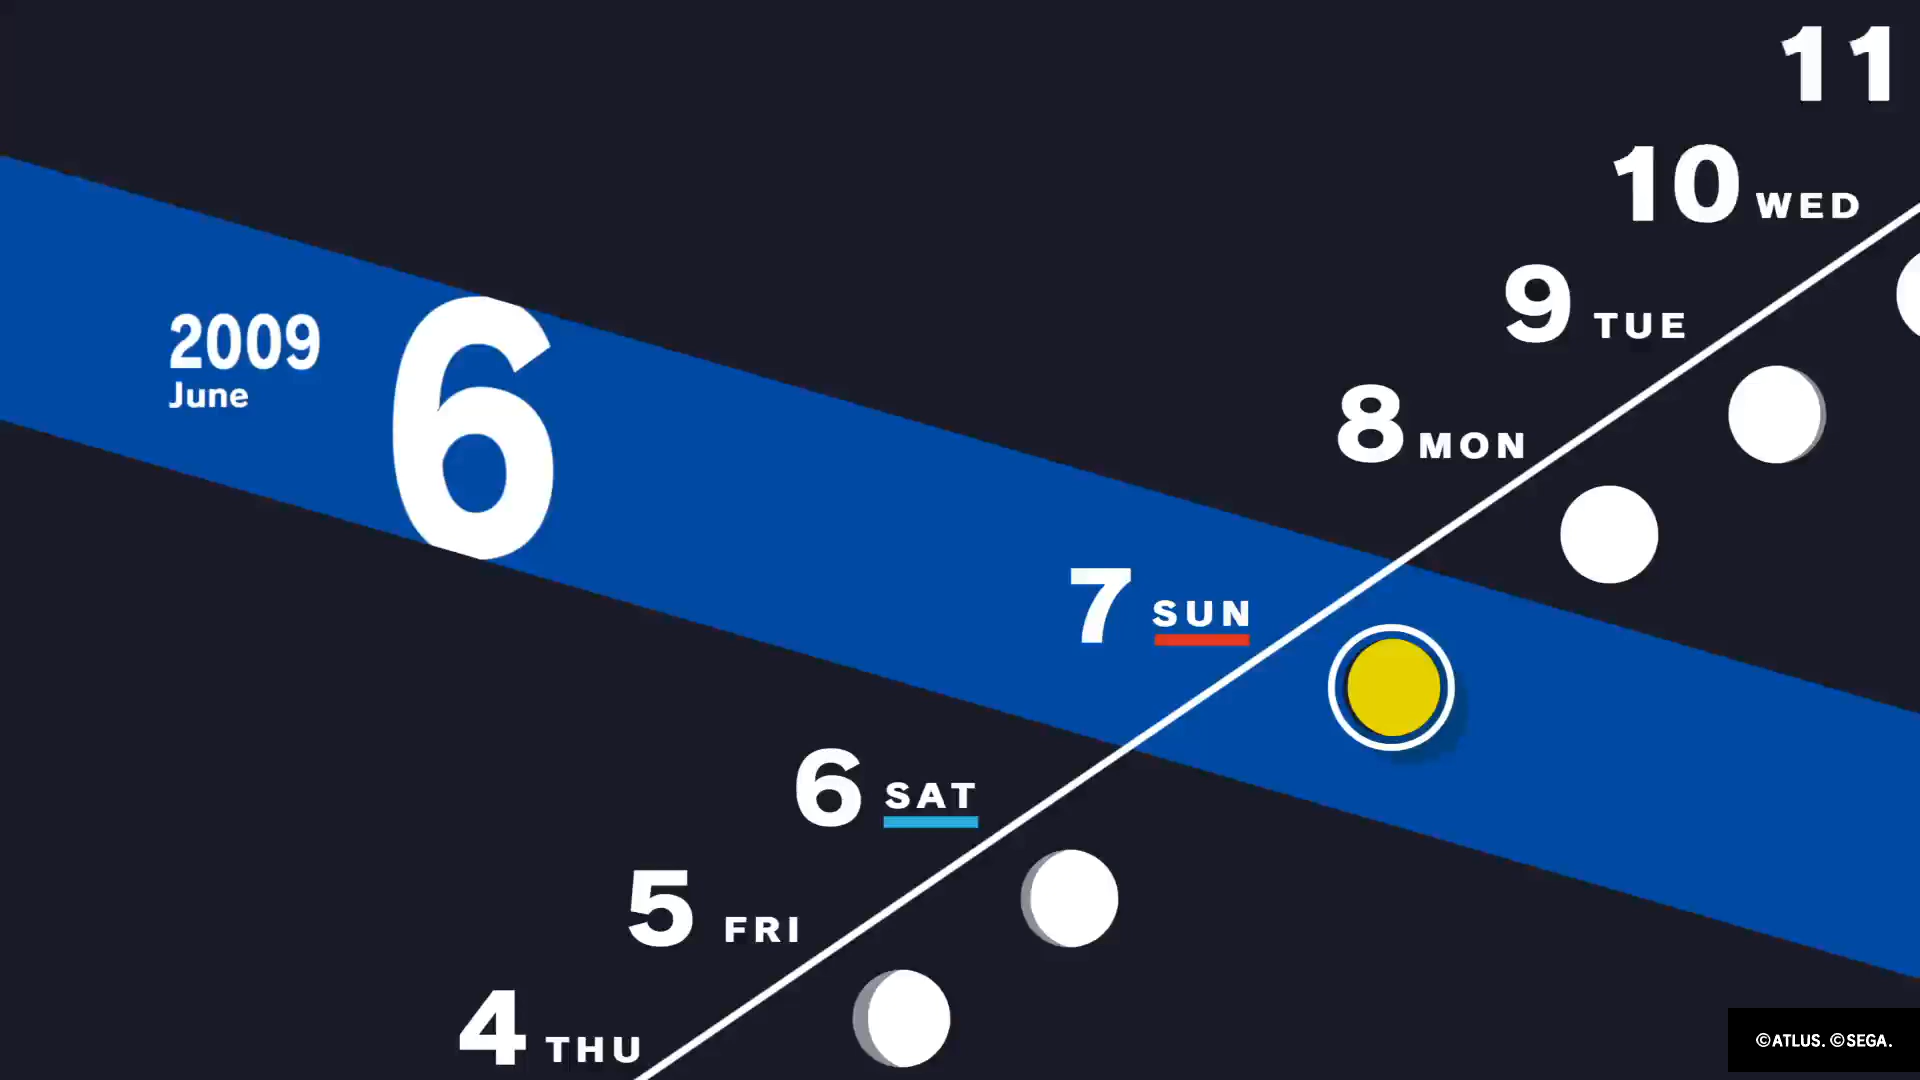 11
10 WED
9 TUE
2009
June
6
8 MON
7 SUN
6 SAT
5 FRI
4 THU
©ATLUS. ©SEGA.